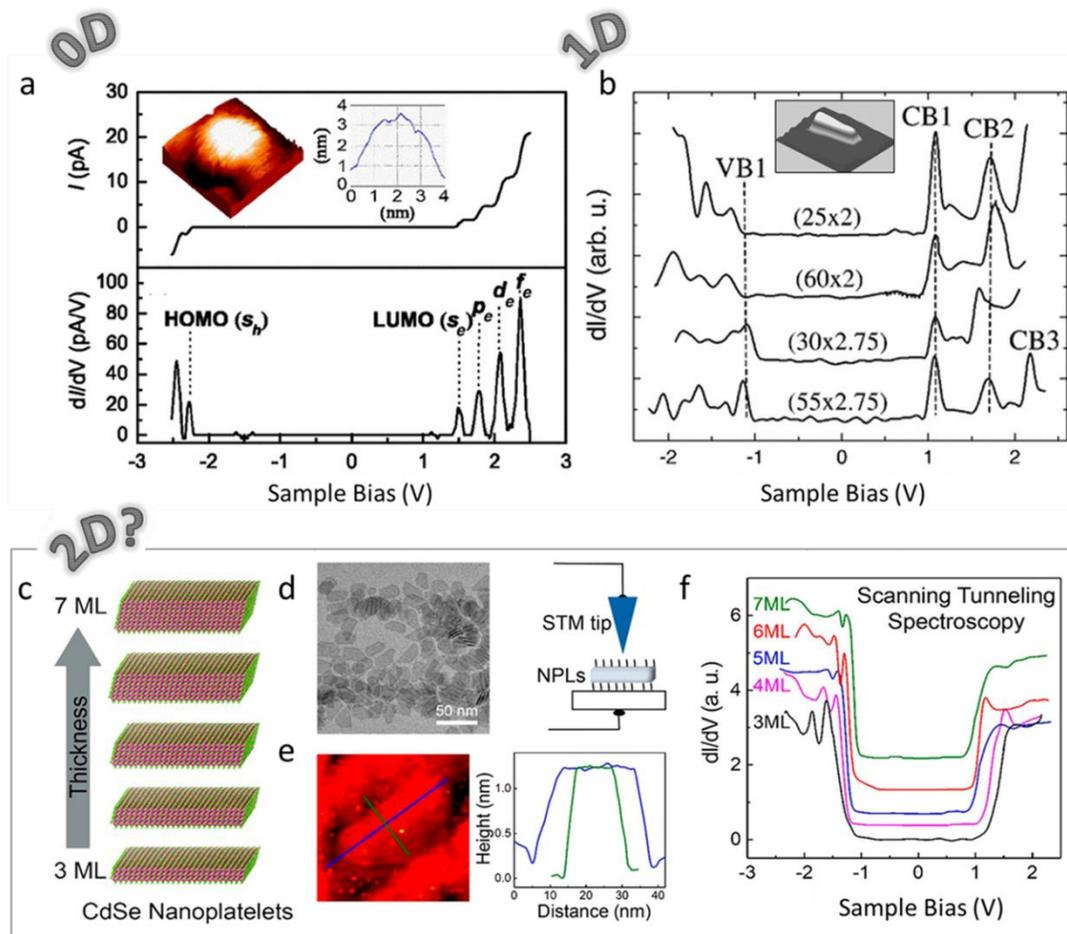 0D
1D
a
30
20
10
0
I (pA)
4
3
2
1
0
(nm)
0 1 2 3 4
(nm)
100
80
60
40
20
0
dI/dV (pA/V)
HOMO (sₕ)
LUMO (sₑ)
pₑ
dₑ
fₑ
-3 -2 -1 0 1 2 3
Sample Bias (V)
b
dI/dV (arb. u.)
VB1
CB1
CB2
CB3
(25x2)
(60x2)
(30x2.75)
(55x2.75)
-2 -1 0 1 2
Sample Bias (V)
2D?
c
7 ML
Thickness
3 ML
CdSe Nanoplatelets
d
50 nm
STM tip
NPLs
e
Height (nm)
1.0
0.5
0.0
0 10 20 30 40
Distance (nm)
f
Scanning Tunneling
Spectroscopy
7ML
6ML
5ML
4ML
3ML
dI/dV (a. u.)
6
4
2
0
-3 -2 -1 0 1 2
Sample Bias (V)